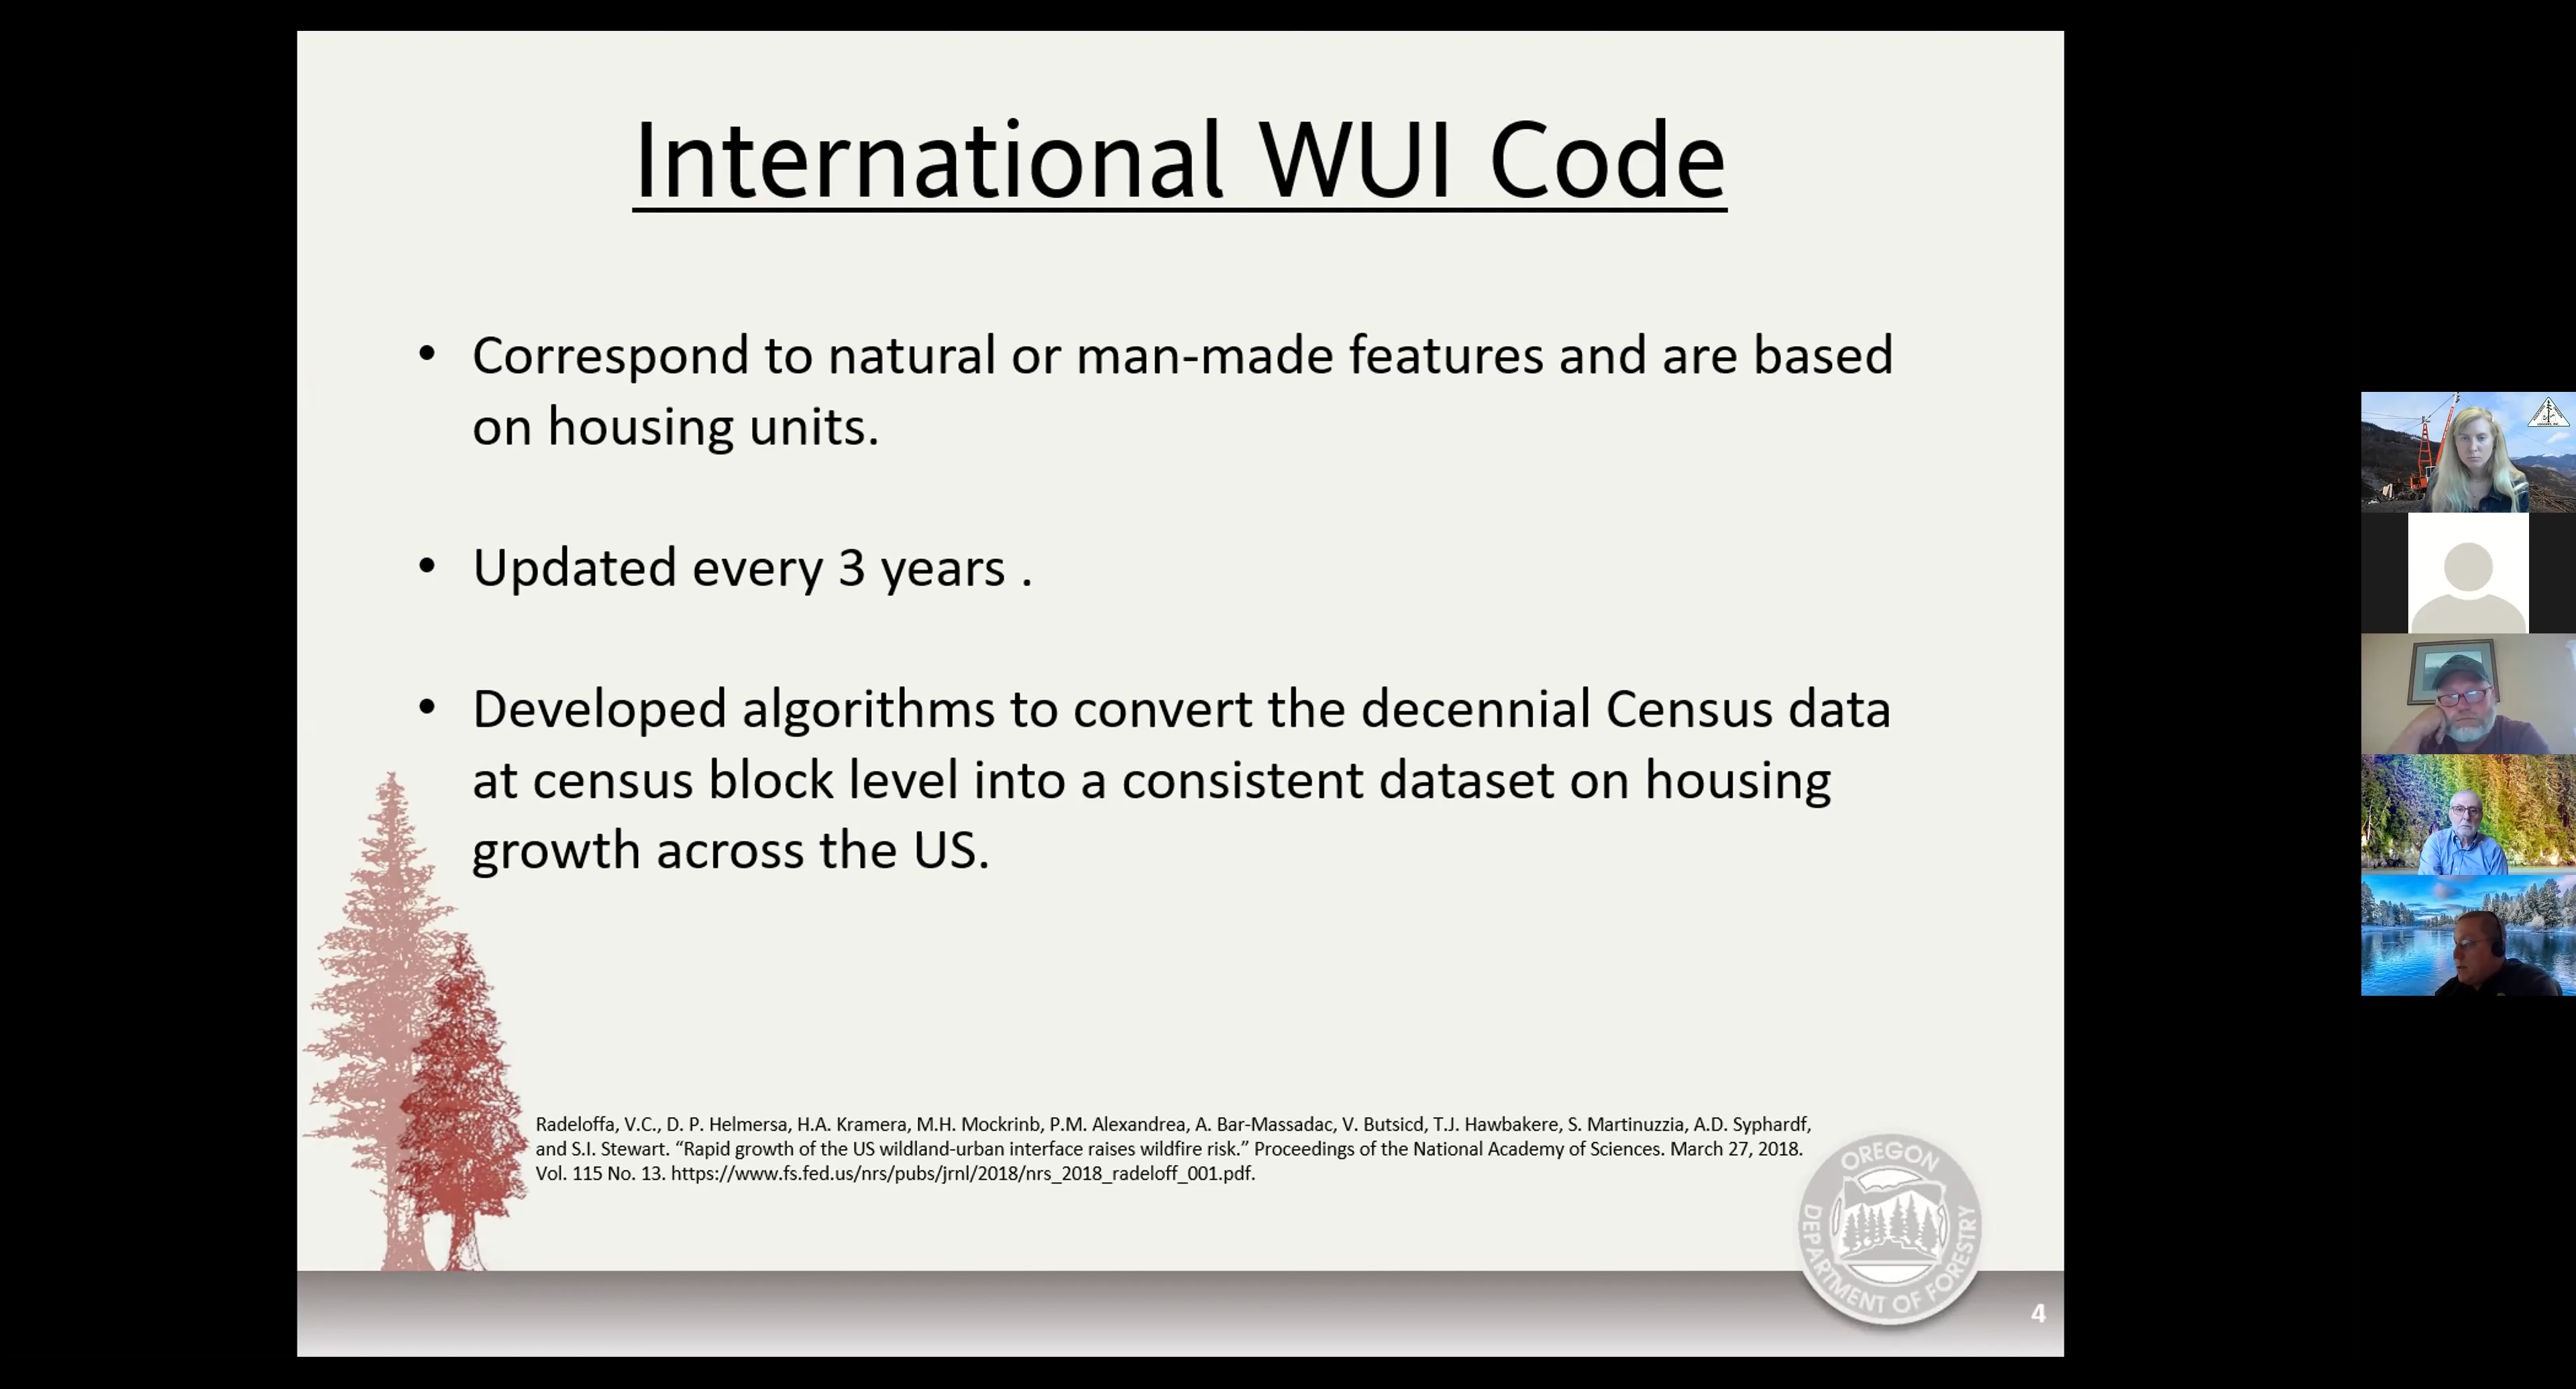 International WUI Code
• Correspond to natural or man-made features and are based
on housing units.
• Updated every 3 years .
• Developed algorithms to convert the decennial Census data
at census block level into a consistent dataset on housing
growth across the US.
Radeloffa, V.C., D. P. Helmersa, H.A. Kramera, M.H. Mockrinb, P.M. Alexandrea, A. Bar-Massadac, V. Butsicd, T.J. Hawbakere, S. Martinuzzia, A.D. Syphardf,
and S.I. Stewart. “Rapid growth of the US wildland-urban interface raises wildfire risk.” Proceedings of the National Academy of Sciences. March 27, 2018.
Vol. 115 No. 13. https://www.fs.fed.us/nrs/pubs/jrnl/2018/nrs_2018_radeloff_001.pdf.
OREGON
DEPARTMENT OF FORESTRY
4